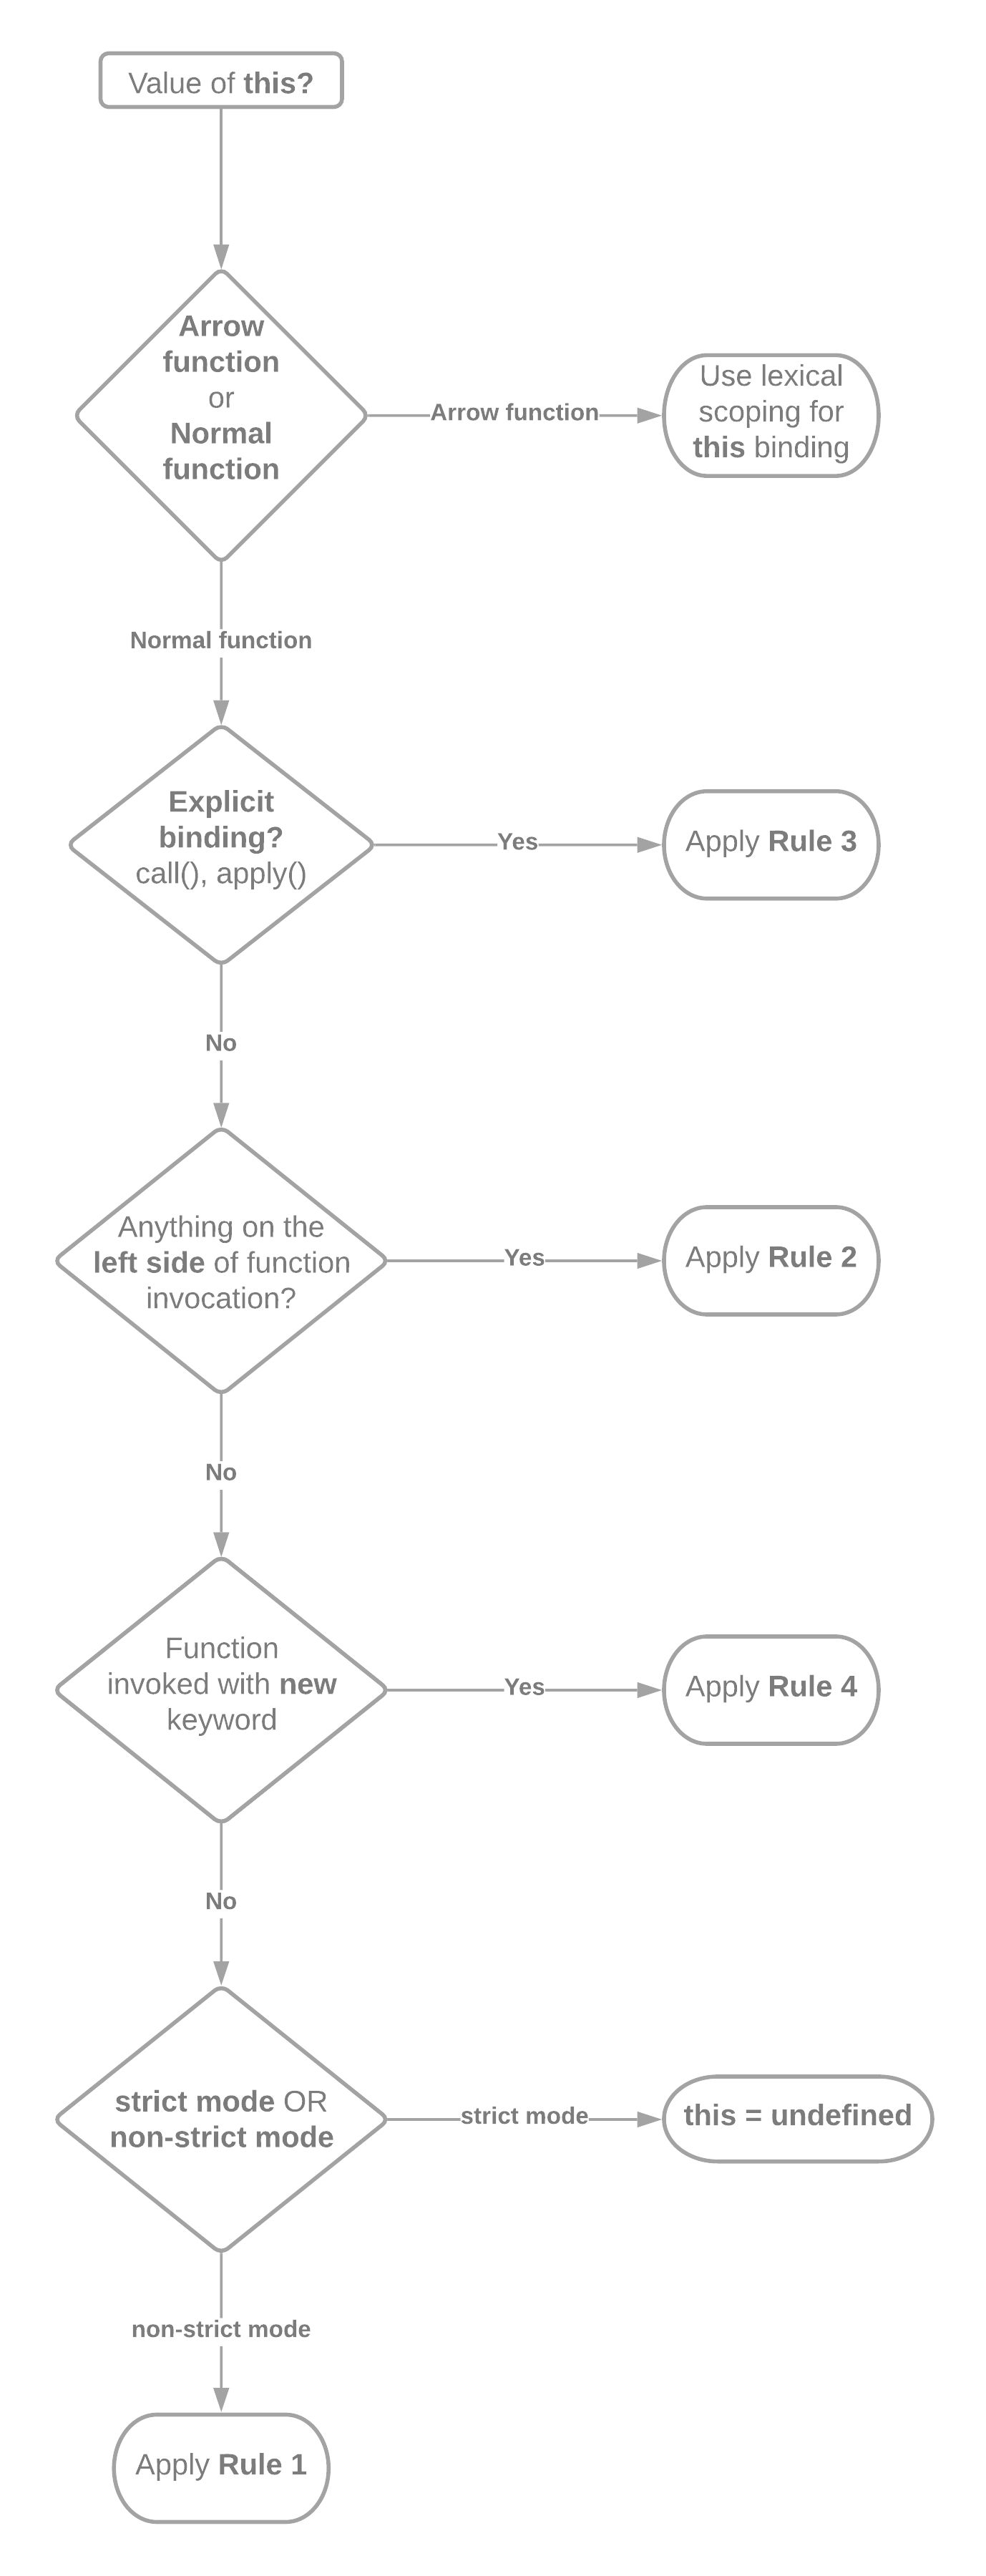 Value of this?
Arrow
function
or
Normal
function
Arrow function
Use lexical
scoping for
this binding
Normal function
Explicit
binding?
call(), apply()
Yes
Apply Rule 3
No
Anything on the
left side of function
invocation?
Yes
Apply Rule 2
No
Function
invoked with new
keyword
Yes
Apply Rule 4
No
strict mode OR
non-strict mode
strict mode
this = undefined
non-strict mode
Apply Rule 1